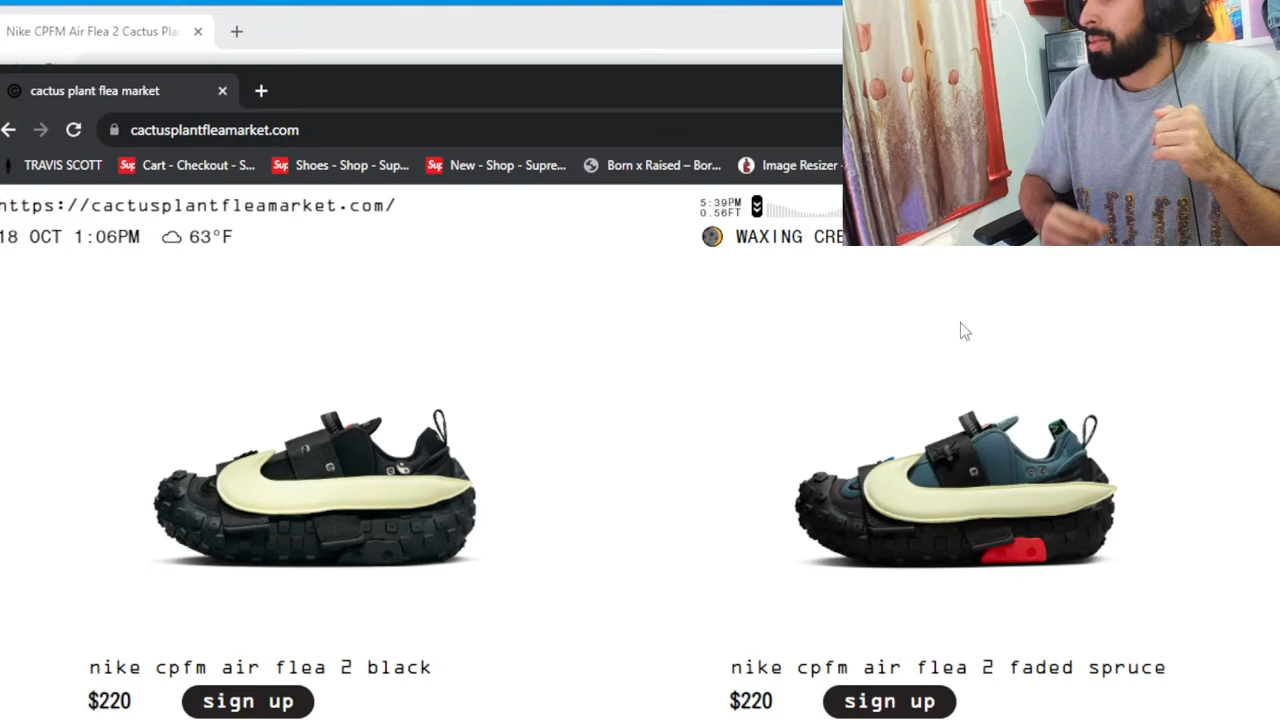 Nike CPFM Air Flea 2 Cactus Pla
cactus plant flea market
cactusplantfleamarket.com
TRAVIS SCOTT Sup Cart - Checkout - S... Sup Shoes - Shop - Sup... Sup New - Shop - Supre... Born x Raised – Bor... Image Resizer -
https://cactusplantfleamarket.com/
5:39PM
0.56FT
18 OCT 1:06PM 63°F
WAXING CRE
nike cpfm air flea 2 black
$220 sign up
nike cpfm air flea 2 faded spruce
$220 sign up